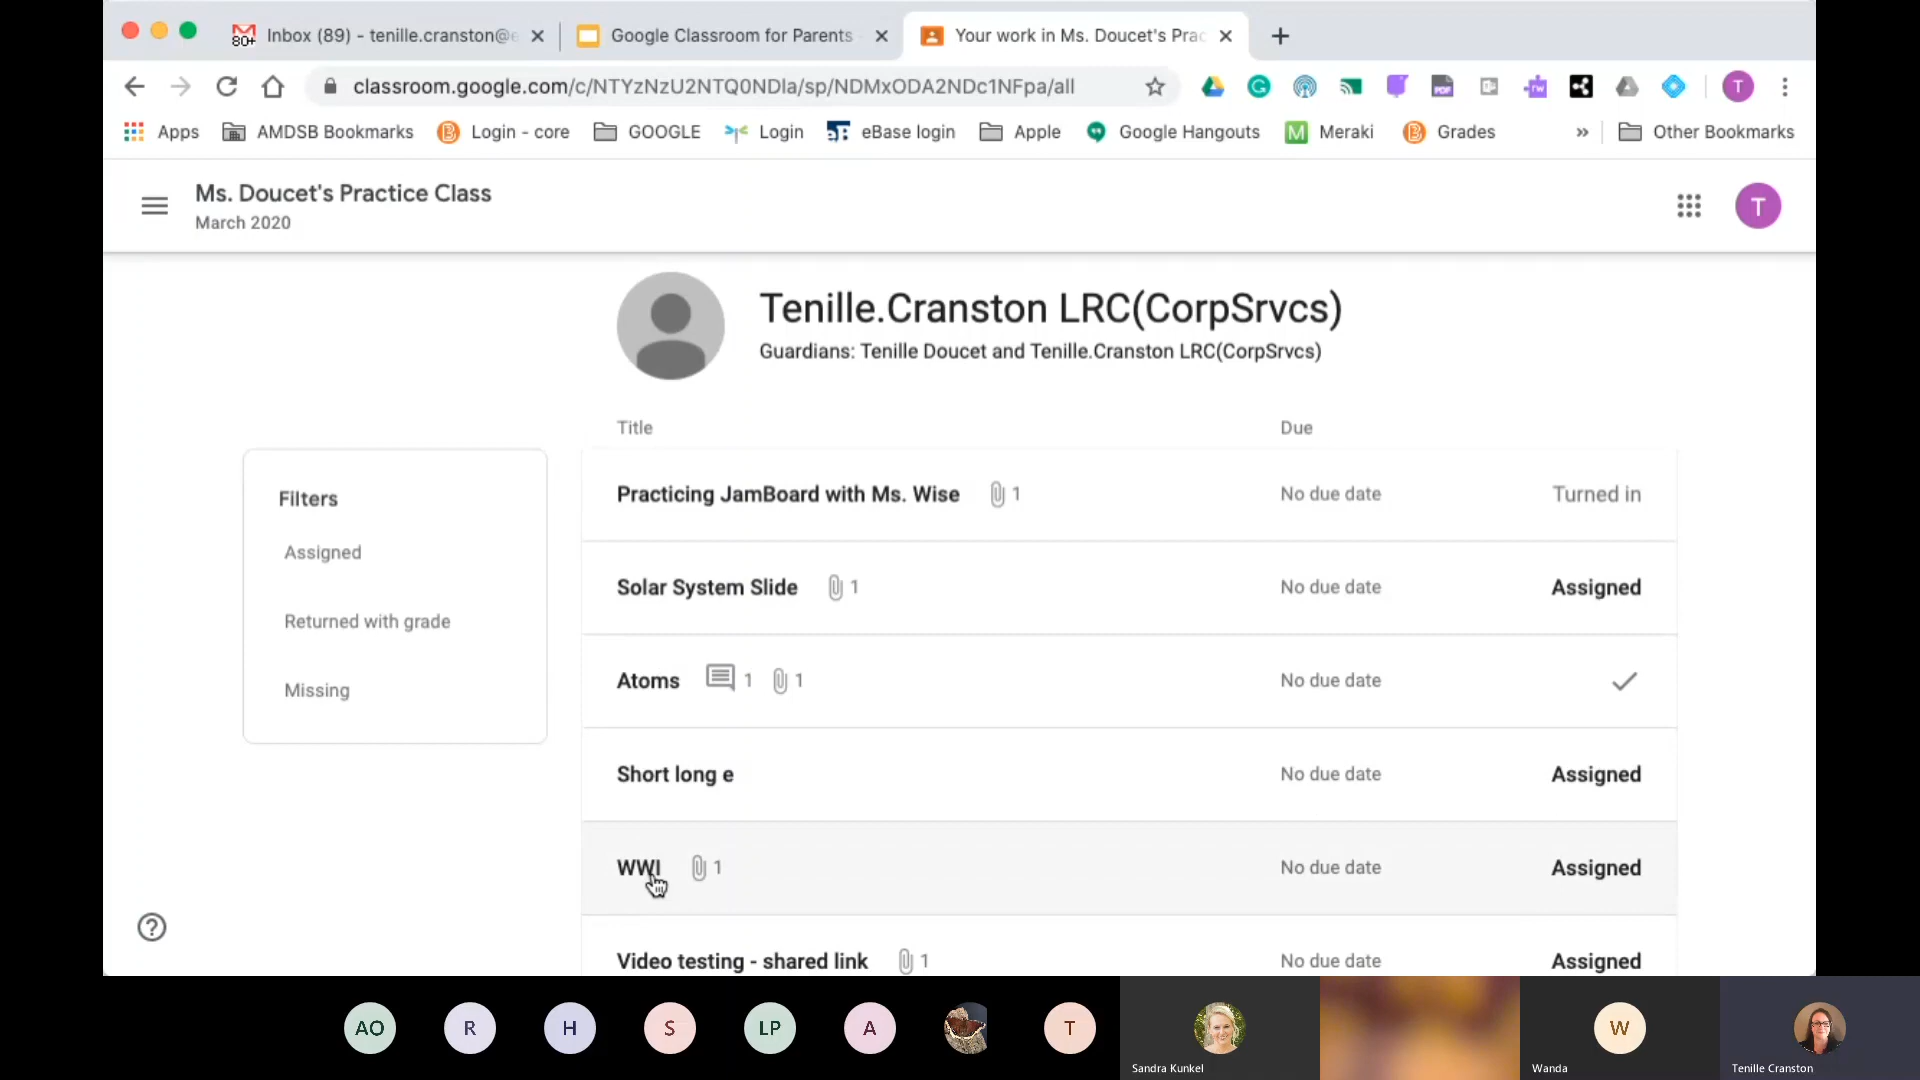 80+ Inbox (89) - tenille.cranston@e
Google Classroom for Parents
Your work in Ms. Doucet's Prac
classroom.google.com/c/NTYzNzU2NTQ0NDla/sp/NDMxODA2NDc1NFpa/all
T
Apps
AMDSB Bookmarks
Login - core
GOOGLE
Login
eBase login
Apple
Google Hangouts
M Meraki
Grades
»
Other Bookmarks
Ms. Doucet's Practice Class
March 2020
T
Tenille.Cranston LRC(CorpSrvcs)
Guardians: Tenille Doucet and Tenille.Cranston LRC(CorpSrvcs)
Title Due
Filters
Assigned
Returned with grade
Missing
Practicing JamBoard with Ms. Wise 1 No due date Turned in
Solar System Slide 1 No due date Assigned
Atoms 1 1 No due date
Short long e No due date Assigned
WWI 1 No due date Assigned
Video testing - shared link 1 No due date Assigned
AO R H S LP A T W
Sandra Kunkel
Wanda
Tenille Cranston